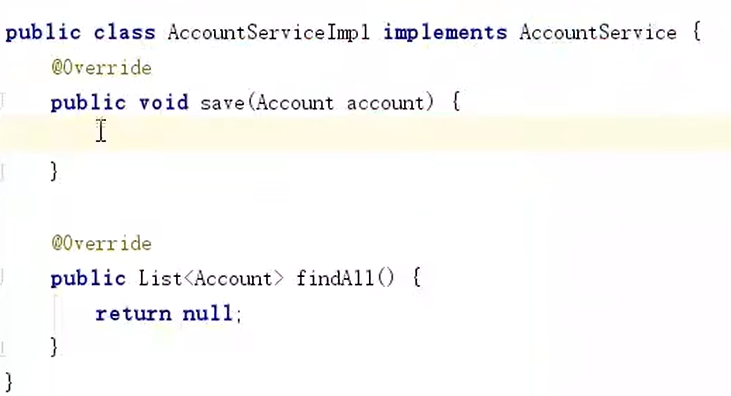 public class AccountServiceImpl implements AccountService {
@Override
public void save(Account account) {
}
@Override
public List<Account> findAll() {
return null;
}
}